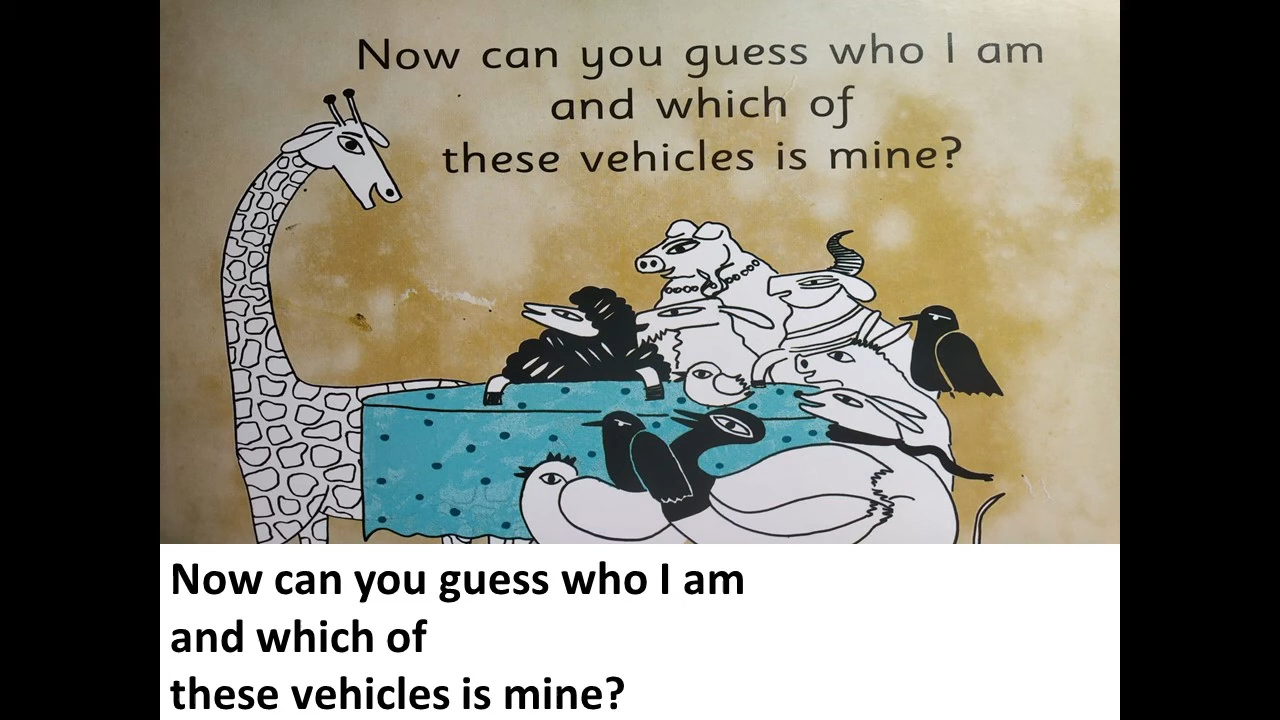 Now can you guess who I am
and which of
these vehicles is mine?
Now can you guess who I am
and which of
these vehicles is mine?